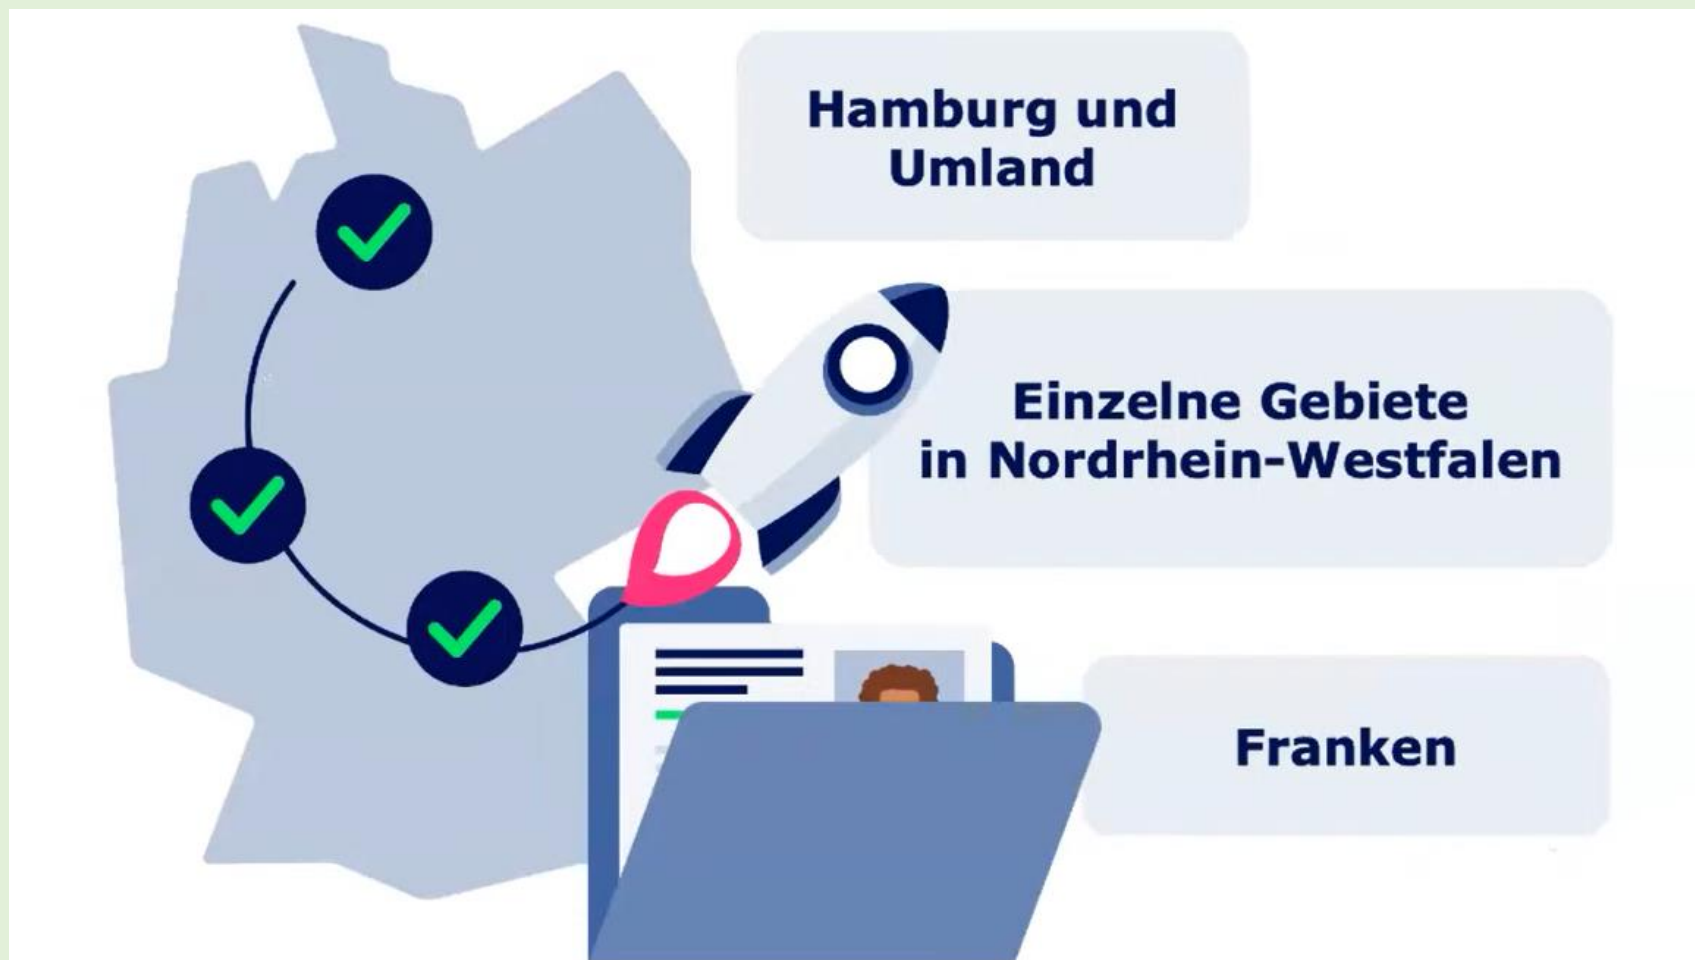 Hamburg und
Umland
Einzelne Gebiete
in Nordrhein-Westfalen
Franken